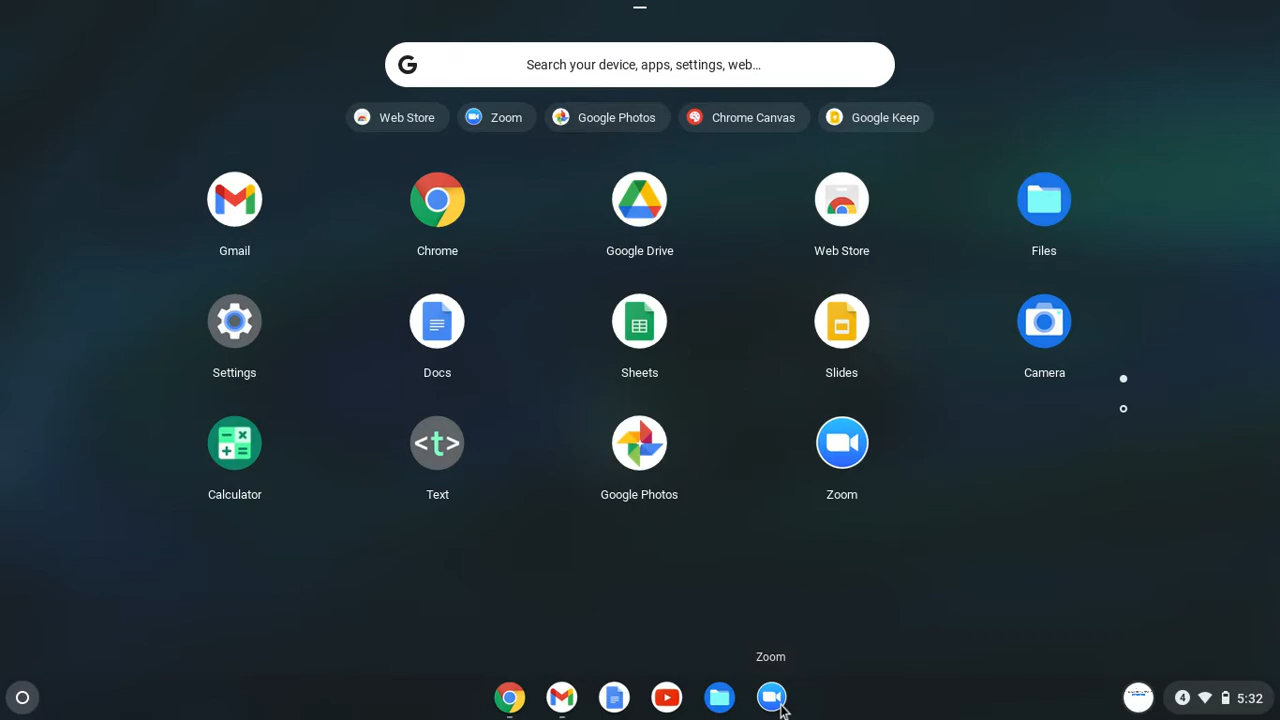 Search your device, apps, settings, web…
Web Store Zoom Google Photos Chrome Canvas Google Keep
Gmail Chrome Google Drive Web Store Files
Settings Docs Sheets Slides Camera
<t>
Calculator Text Google Photos Zoom
Zoom
4 5:32